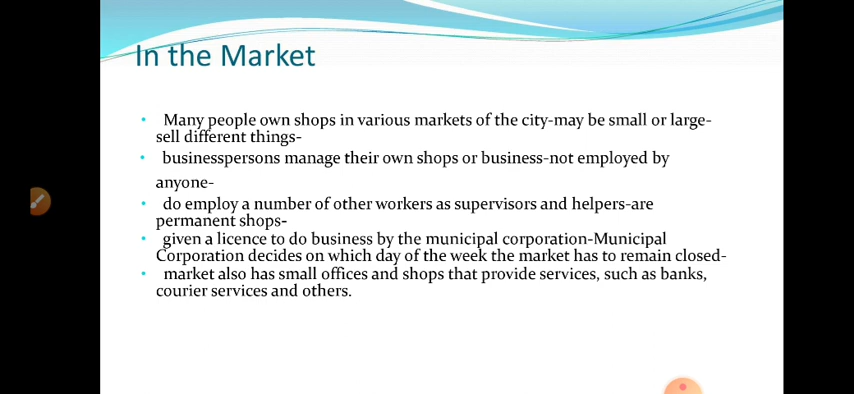 In the Market
• Many people own shops in various markets of the city-may be small or large-
sell different things-
• businesspersons manage their own shops or business-not employed by
anyone-
• do employ a number of other workers as supervisors and helpers-are
permanent shops-
• given a licence to do business by the municipal corporation-Municipal
Corporation decides on which day of the week the market has to remain closed-
• market also has small offices and shops that provide services, such as banks,
courier services and others.